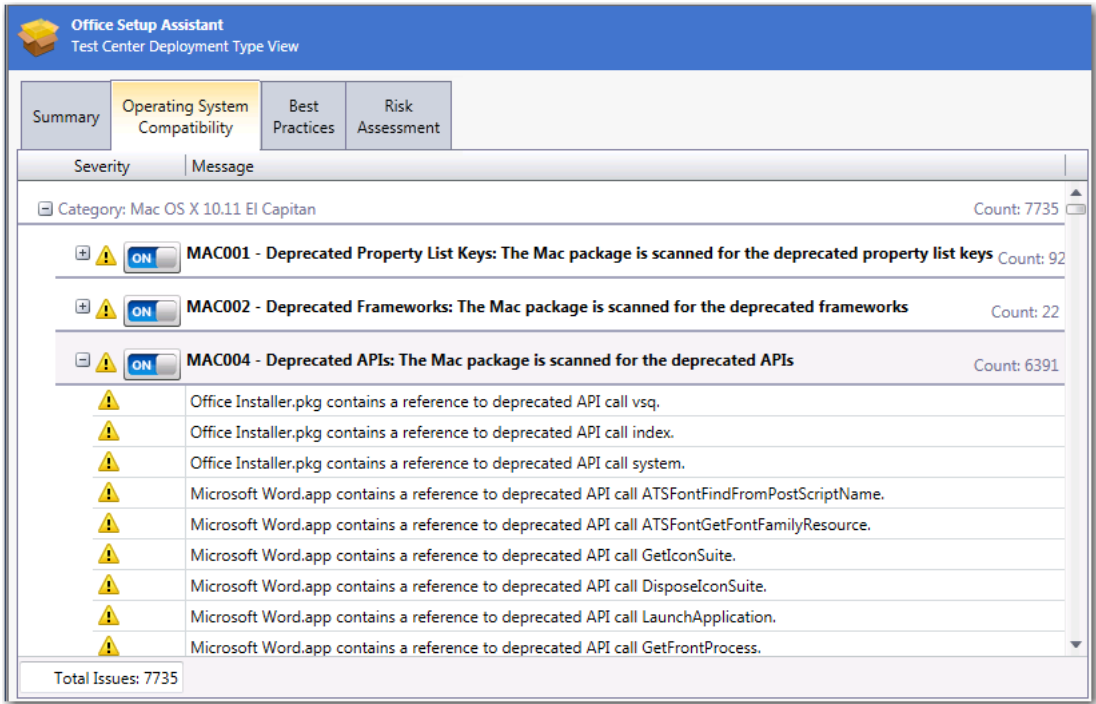 Office Setup Assistant
Test Center Deployment Type View
Summary
Operating System
Compatibility
Best
Practices
Risk
Assessment
Severity
Message
Category: Mac OS X 10.11 El Capitan
Count: 7735
ON
MAC001 - Deprecated Property List Keys: The Mac package is scanned for the deprecated property list keys
Count: 92
ON
MAC002 - Deprecated Frameworks: The Mac package is scanned for the deprecated frameworks
Count: 22
ON
MAC004 - Deprecated APIs: The Mac package is scanned for the deprecated APIs
Count: 6391
Office Installer.pkg contains a reference to deprecated API call vsq.
Office Installer.pkg contains a reference to deprecated API call index.
Office Installer.pkg contains a reference to deprecated API call system.
Microsoft Word.app contains a reference to deprecated API call ATSFontFindFromPostScriptName.
Microsoft Word.app contains a reference to deprecated API call ATSFontGetFontFamilyResource.
Microsoft Word.app contains a reference to deprecated API call GetIconSuite.
Microsoft Word.app contains a reference to deprecated API call DisposeIconSuite.
Microsoft Word.app contains a reference to deprecated API call LaunchApplication.
Microsoft Word.app contains a reference to deprecated API call GetFrontProcess.
Total Issues: 7735